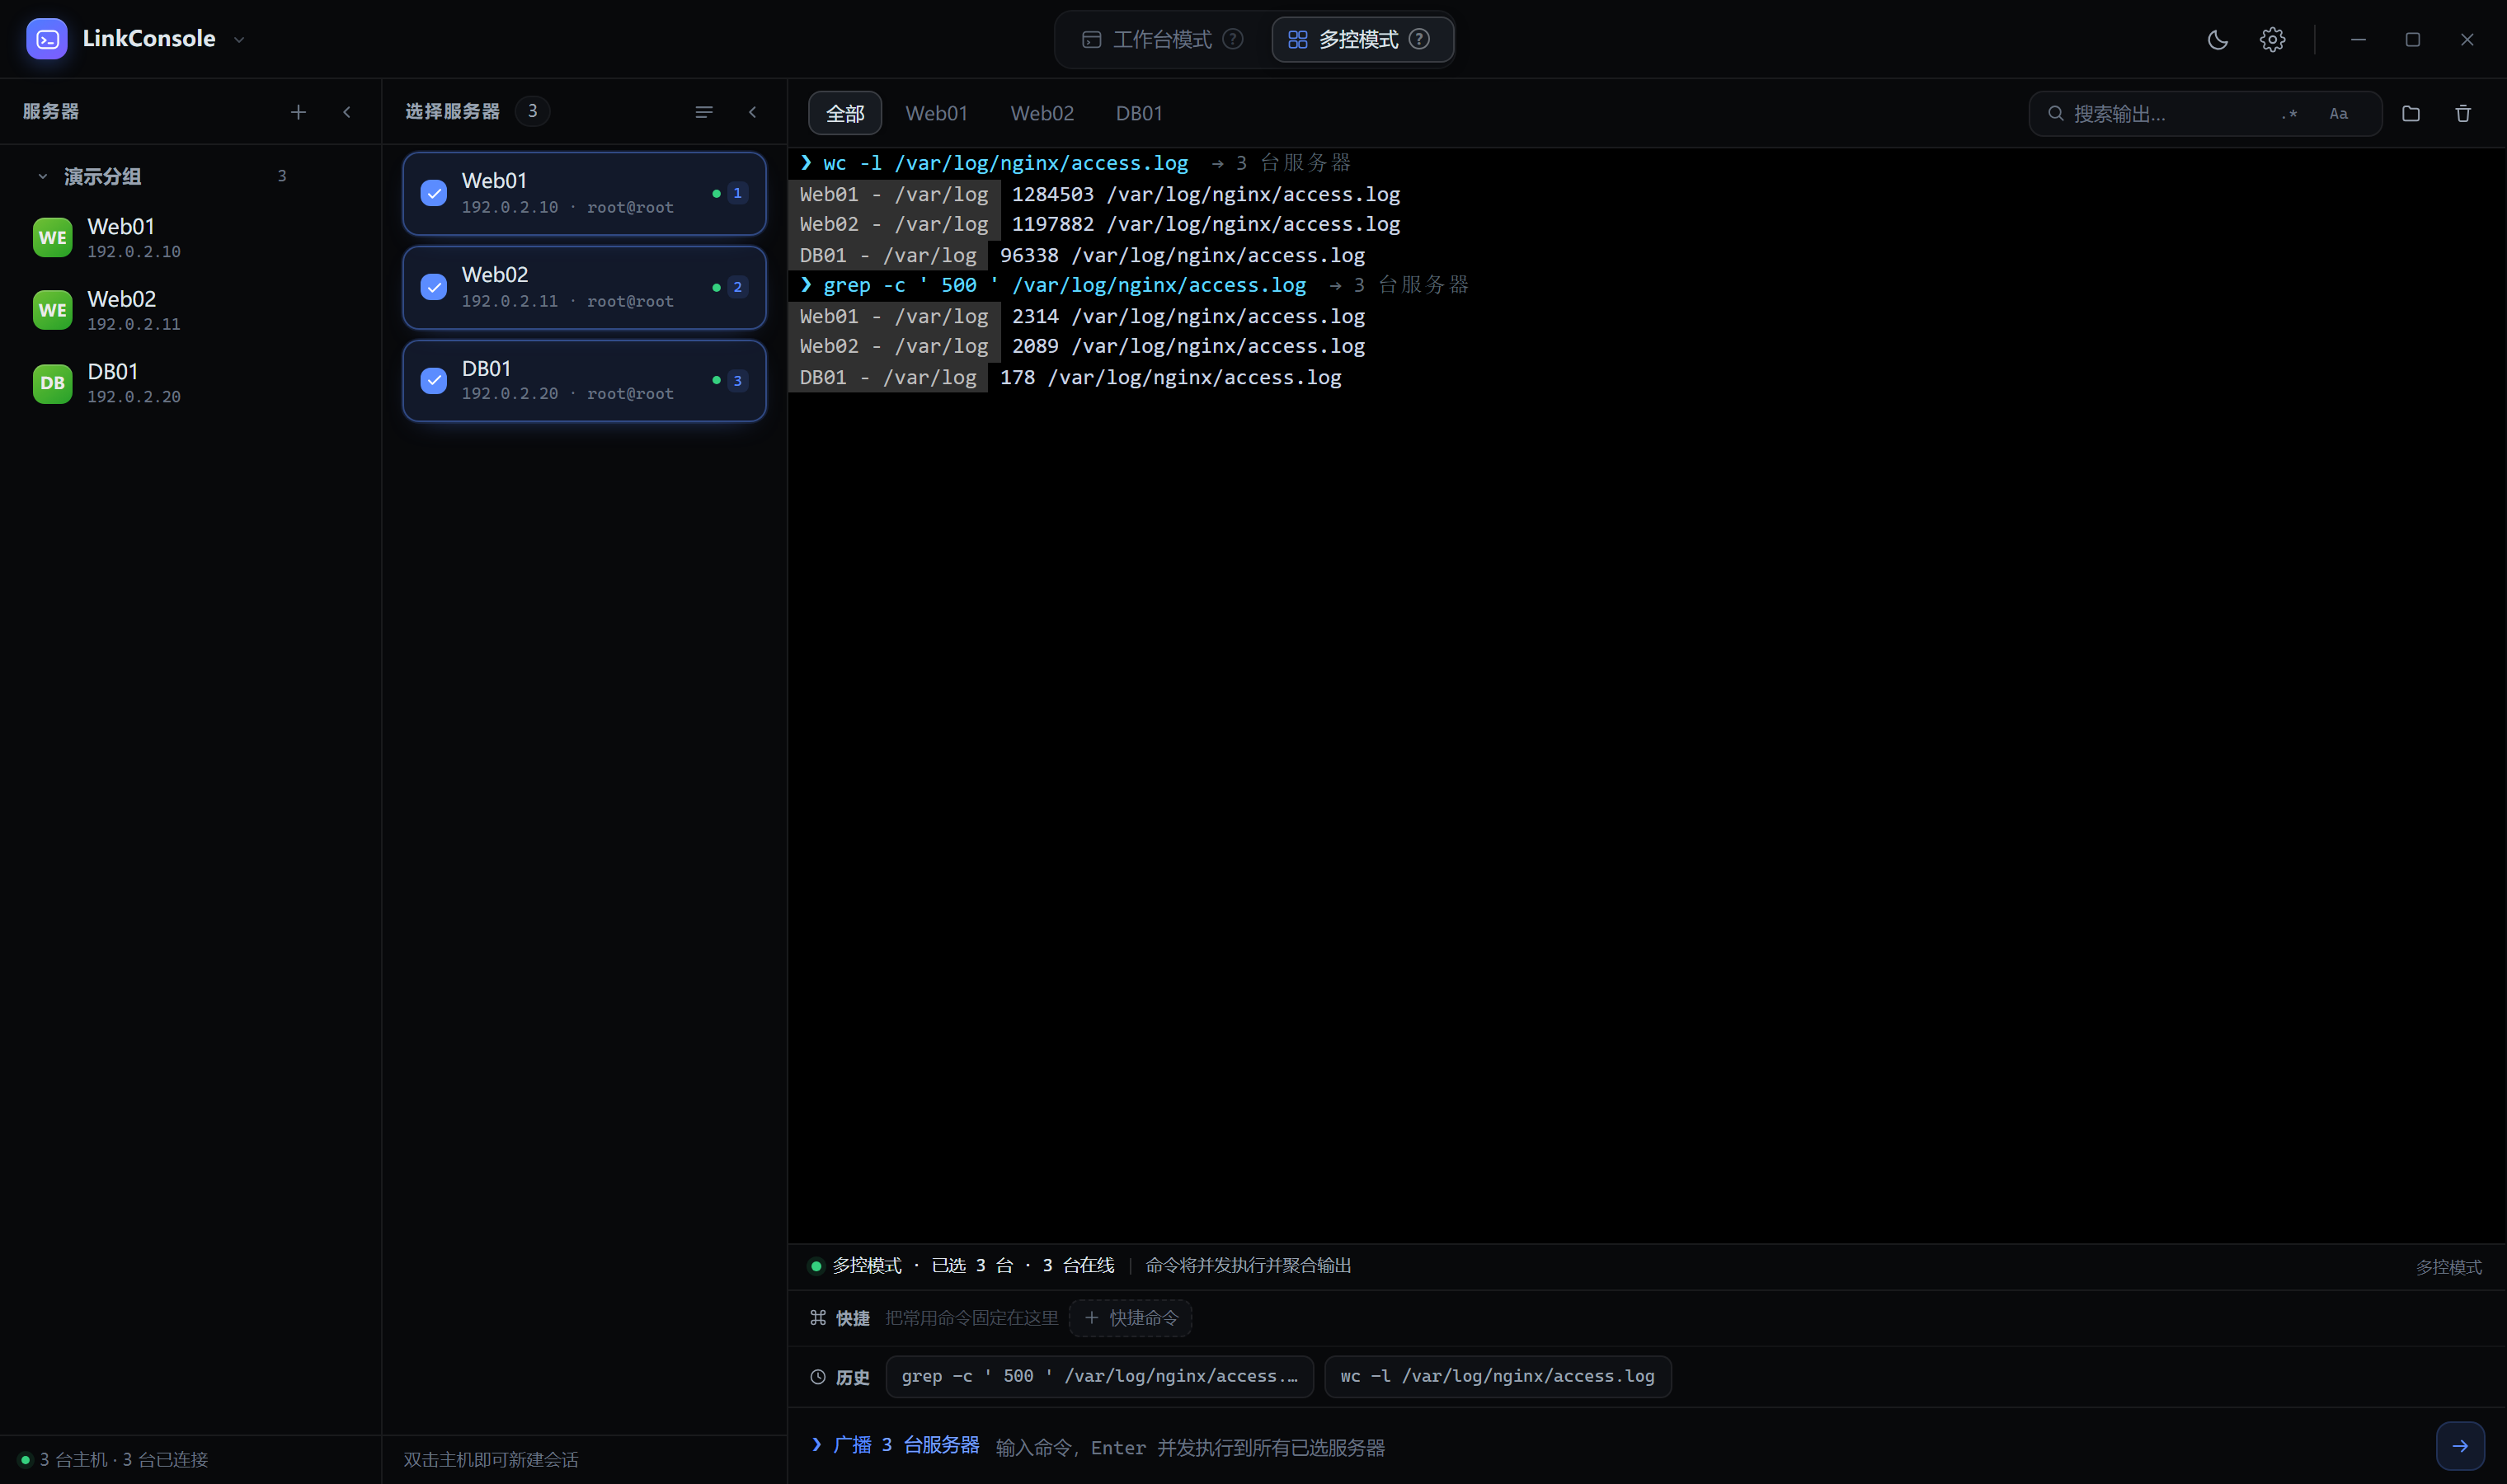 LinkConsole
工作台模式 ?
多控模式 ?
服务器
选择服务器 3
全部 Web01 Web02 DB01
搜索输出... .* Aa
演示分组 3
WE Web01
192.0.2.10
WE Web02
192.0.2.11
DB DB01
192.0.2.20
Web01
192.0.2.10 · root@root 1
Web02
192.0.2.11 · root@root 2
DB01
192.0.2.20 · root@root 3
❯ wc -l /var/log/nginx/access.log → 3 台服务器
Web01 - /var/log 1284503 /var/log/nginx/access.log
Web02 - /var/log 1197882 /var/log/nginx/access.log
DB01 - /var/log 96338 /var/log/nginx/access.log
❯ grep -c ' 500 ' /var/log/nginx/access.log → 3 台服务器
Web01 - /var/log 2314 /var/log/nginx/access.log
Web02 - /var/log 2089 /var/log/nginx/access.log
DB01 - /var/log 178 /var/log/nginx/access.log
多控模式 · 已选 3 台 · 3 台在线 | 命令将并发执行并聚合输出 多控模式
⌘ 快捷 把常用命令固定在这里 + 快捷命令
历史 grep -c ' 500 ' /var/log/nginx/access.… wc -l /var/log/nginx/access.log
❯ 广播 3 台服务器 输入命令, Enter 并发执行到所有已选服务器
3 台主机 · 3 台已连接
双击主机即可新建会话